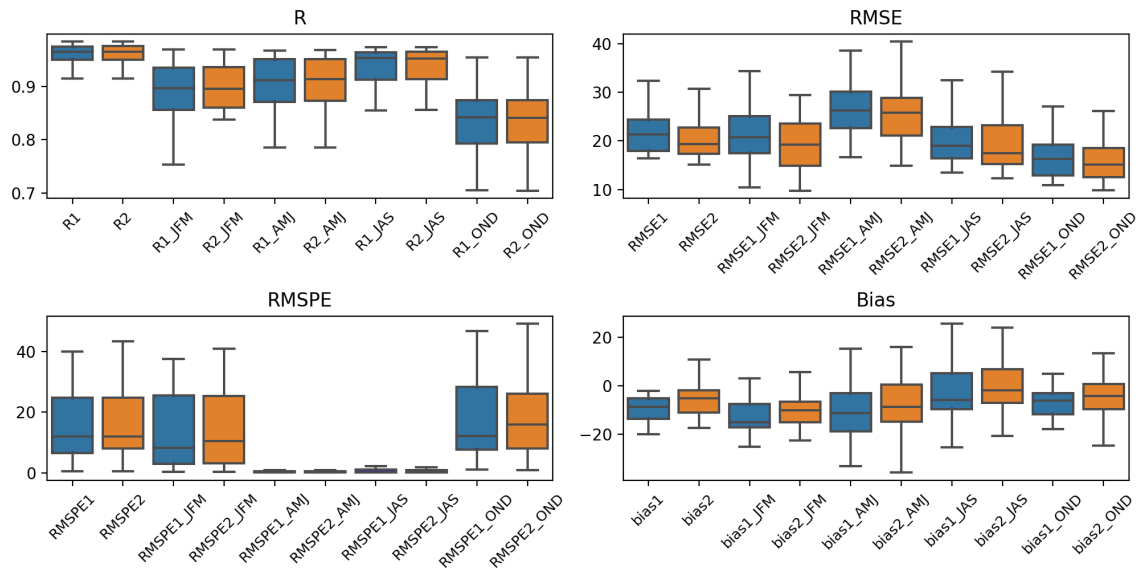 R
0.9
0.8
0.7
R1
R2
R1_JFM
R2_JFM
R1_AMJ
R2_AMJ
R1_JAS
R2_JAS
R1_OND
R2_OND
RMSE
40
30
20
10
RMSE1
RMSE2
RMSE1_JFM
RMSE2_JFM
RMSE1_AMJ
RMSE2_AMJ
RMSE1_JAS
RMSE2_JAS
RMSE1_OND
RMSE2_OND
RMSPE
40
20
0
RMSPE1
RMSPE2
RMSPE1_JFM
RMSPE2_JFM
RMSPE1_AMJ
RMSPE2_AMJ
RMSPE1_JAS
RMSPE2_JAS
RMSPE1_OND
RMSPE2_OND
Bias
20
0
−20
bias1
bias2
bias1_JFM
bias2_JFM
bias1_AMJ
bias2_AMJ
bias1_JAS
bias2_JAS
bias1_OND
bias2_OND